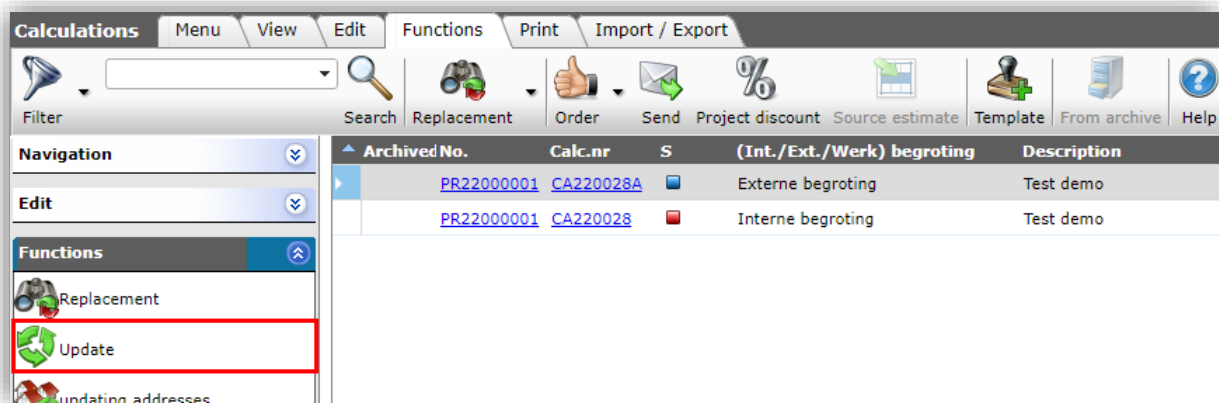 Calculations Menu View Edit Functions Print Import / Export
Filter Search Replacement Order Send Project discount Source estimate Template From archive Help
Navigation
Edit
Functions
Replacement
Update
updating addresses
Archived No. Calc.nr S (Int./Ext./Werk) begroting Description
PR22000001 CA220028A Externe begroting Test demo
PR22000001 CA220028 Interne begroting Test demo